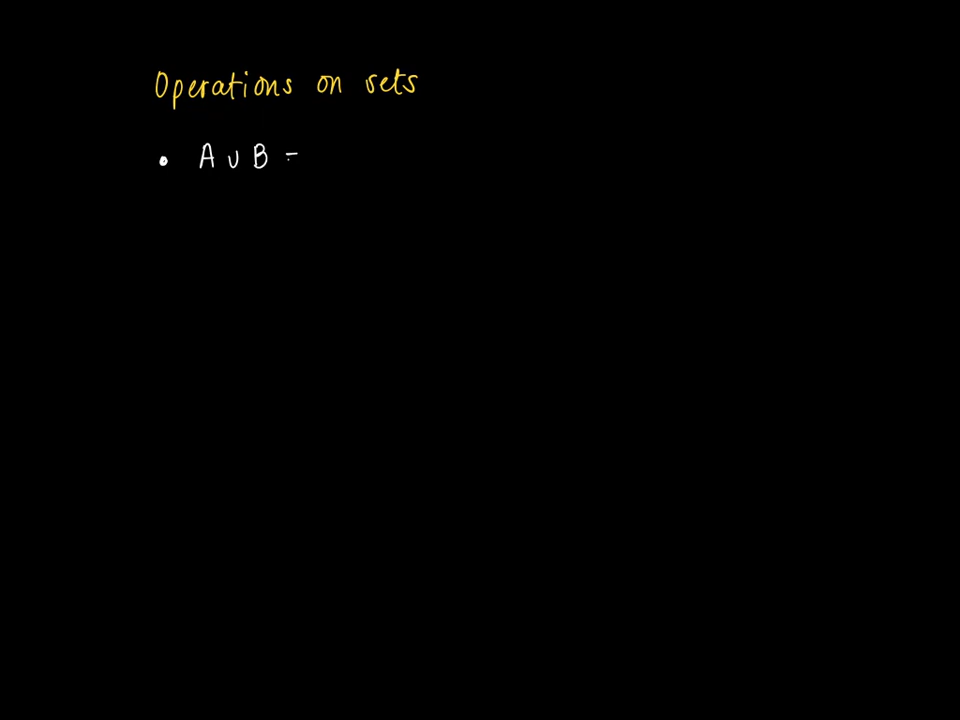 Operations on sets
• A ∪ B =